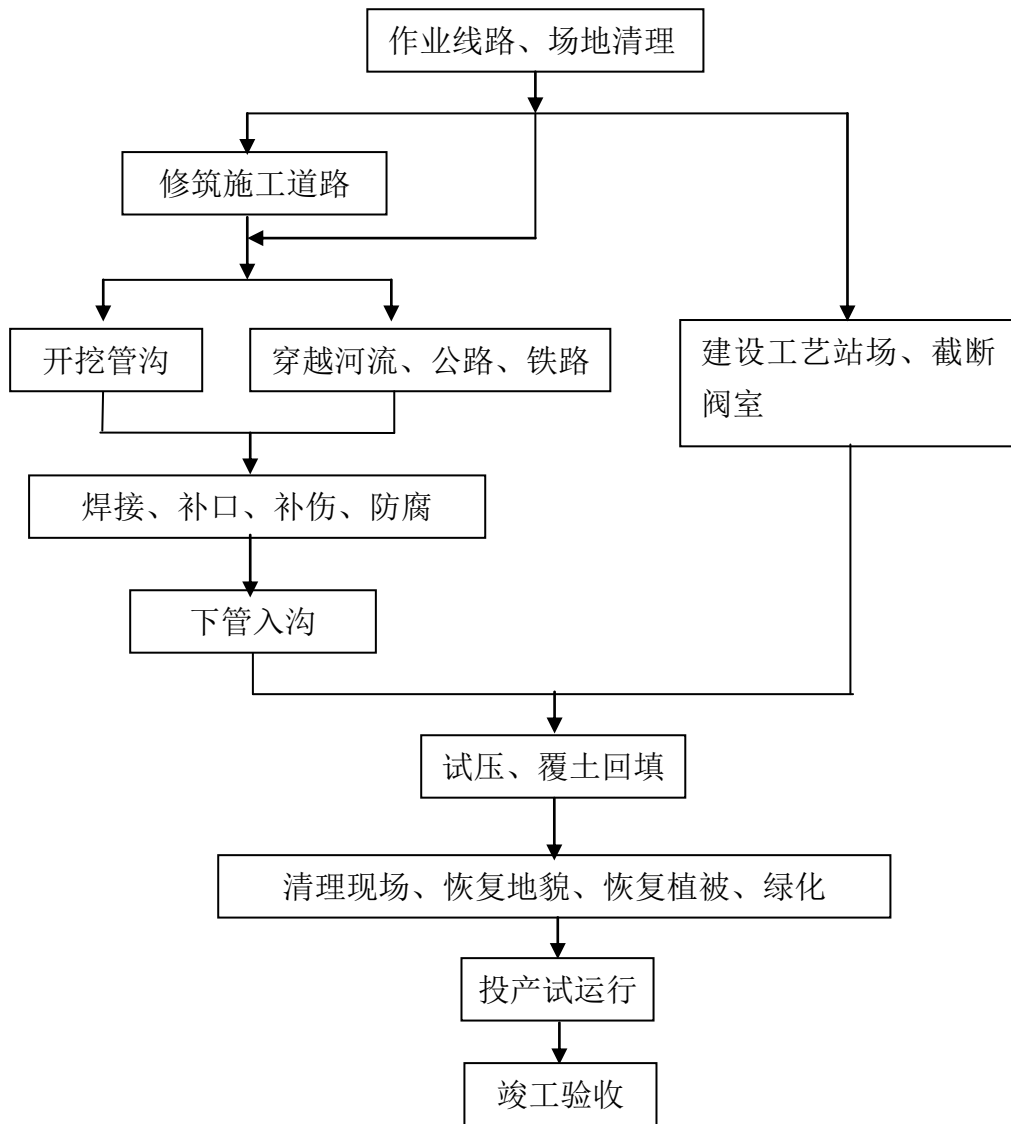 作业线路、场地清理
修筑施工道路
开挖管沟
穿越河流、公路、铁路
建设工艺站场、截断
阀室
焊接、补口、补伤、防腐
下管入沟
试压、覆土回填
清理现场、恢复地貌、恢复植被、绿化
投产试运行
竣工验收